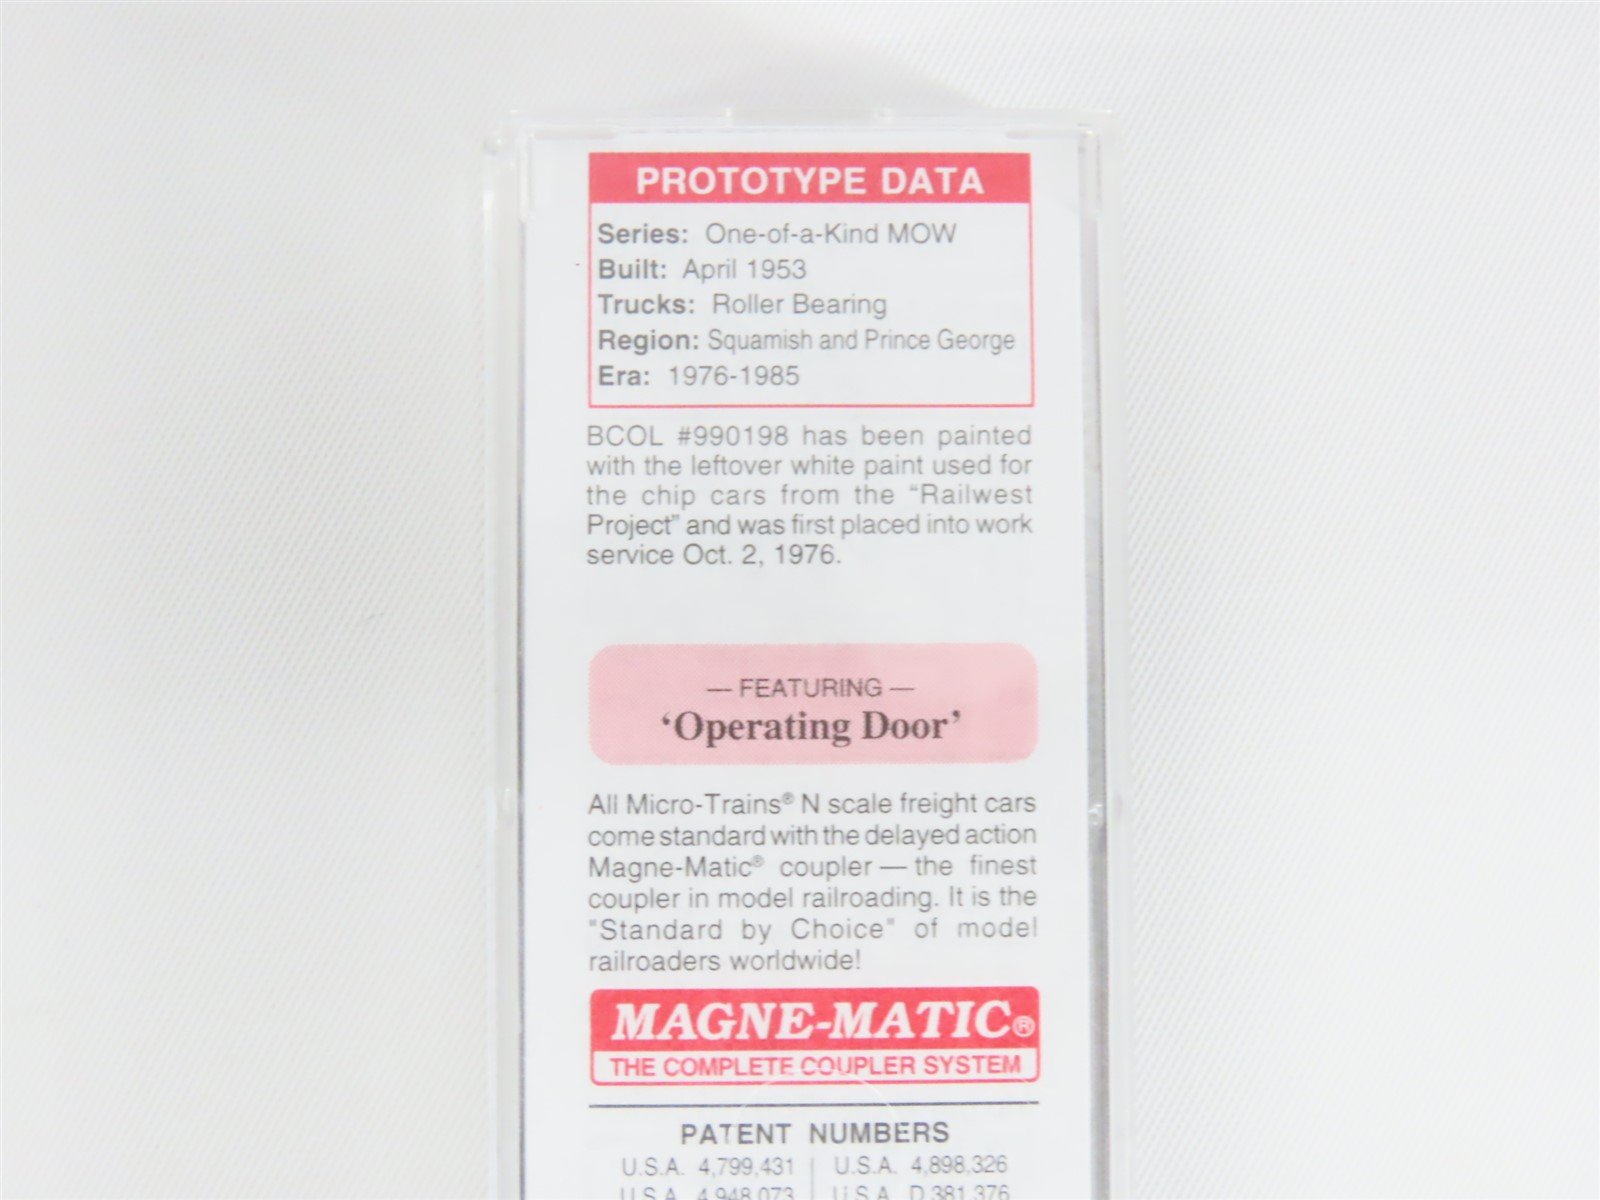 PROTOTYPE DATA
Series: One-of-a-Kind MOW
Built: April 1953
Trucks: Roller Bearing
Region: Squamish and Prince George
Era: 1976-1985
BCOL #990198 has been painted
with the leftover white paint used for
the chip cars from the “Railwest
Project” and was first placed into work
service Oct. 2, 1976.
— FEATURING —
‘Operating Door’
All Micro-Trains® N scale freight cars
come standard with the delayed action
Magne-Matic® coupler — the finest
coupler in model railroading. It is the
"Standard by Choice" of model
railroaders worldwide!
MAGNE-MATIC®
THE COMPLETE COUPLER SYSTEM
PATENT NUMBERS
U.S.A. 4,799,431 | U.S.A. 4,898,326
U.S.A. 4,948,073 | U.S.A. D.381,376